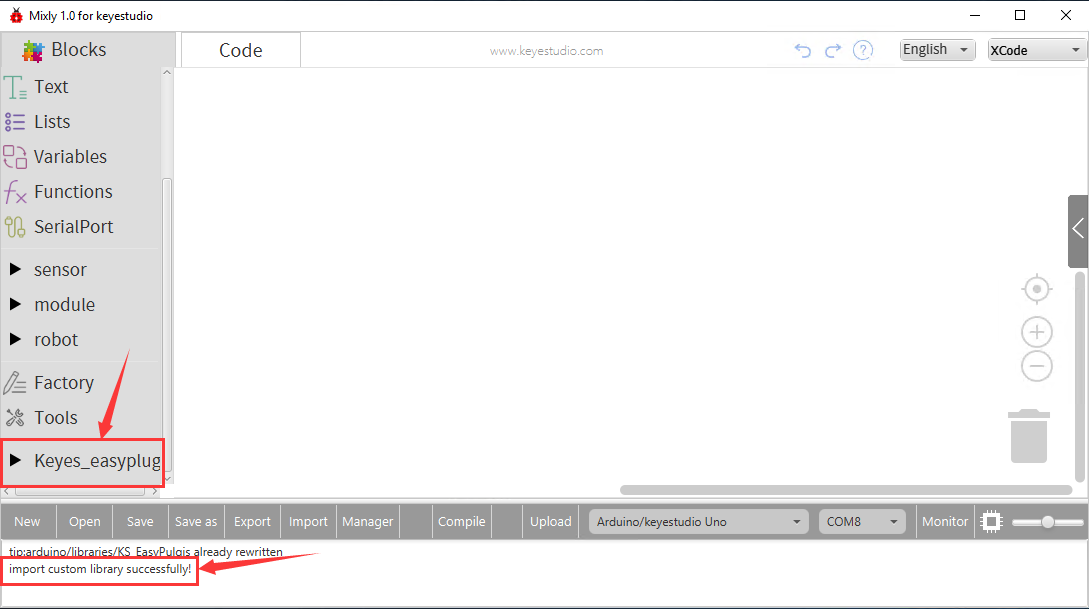 Mixly 1.0 for keyestudio
Blocks
Code
www.keyestudio.com
?
English
XCode
Text
Lists
Variables
Functions
SerialPort
sensor
module
robot
Factory
Tools
Keyes_easyplug
New
Open
Save
Save as
Export
Import
Manager
Compile
Upload
Arduino/keyestudio Uno
COM8
Monitor
tip:arduino/libraries/KS_EasyPulgis already rewritten
import custom library successfully!